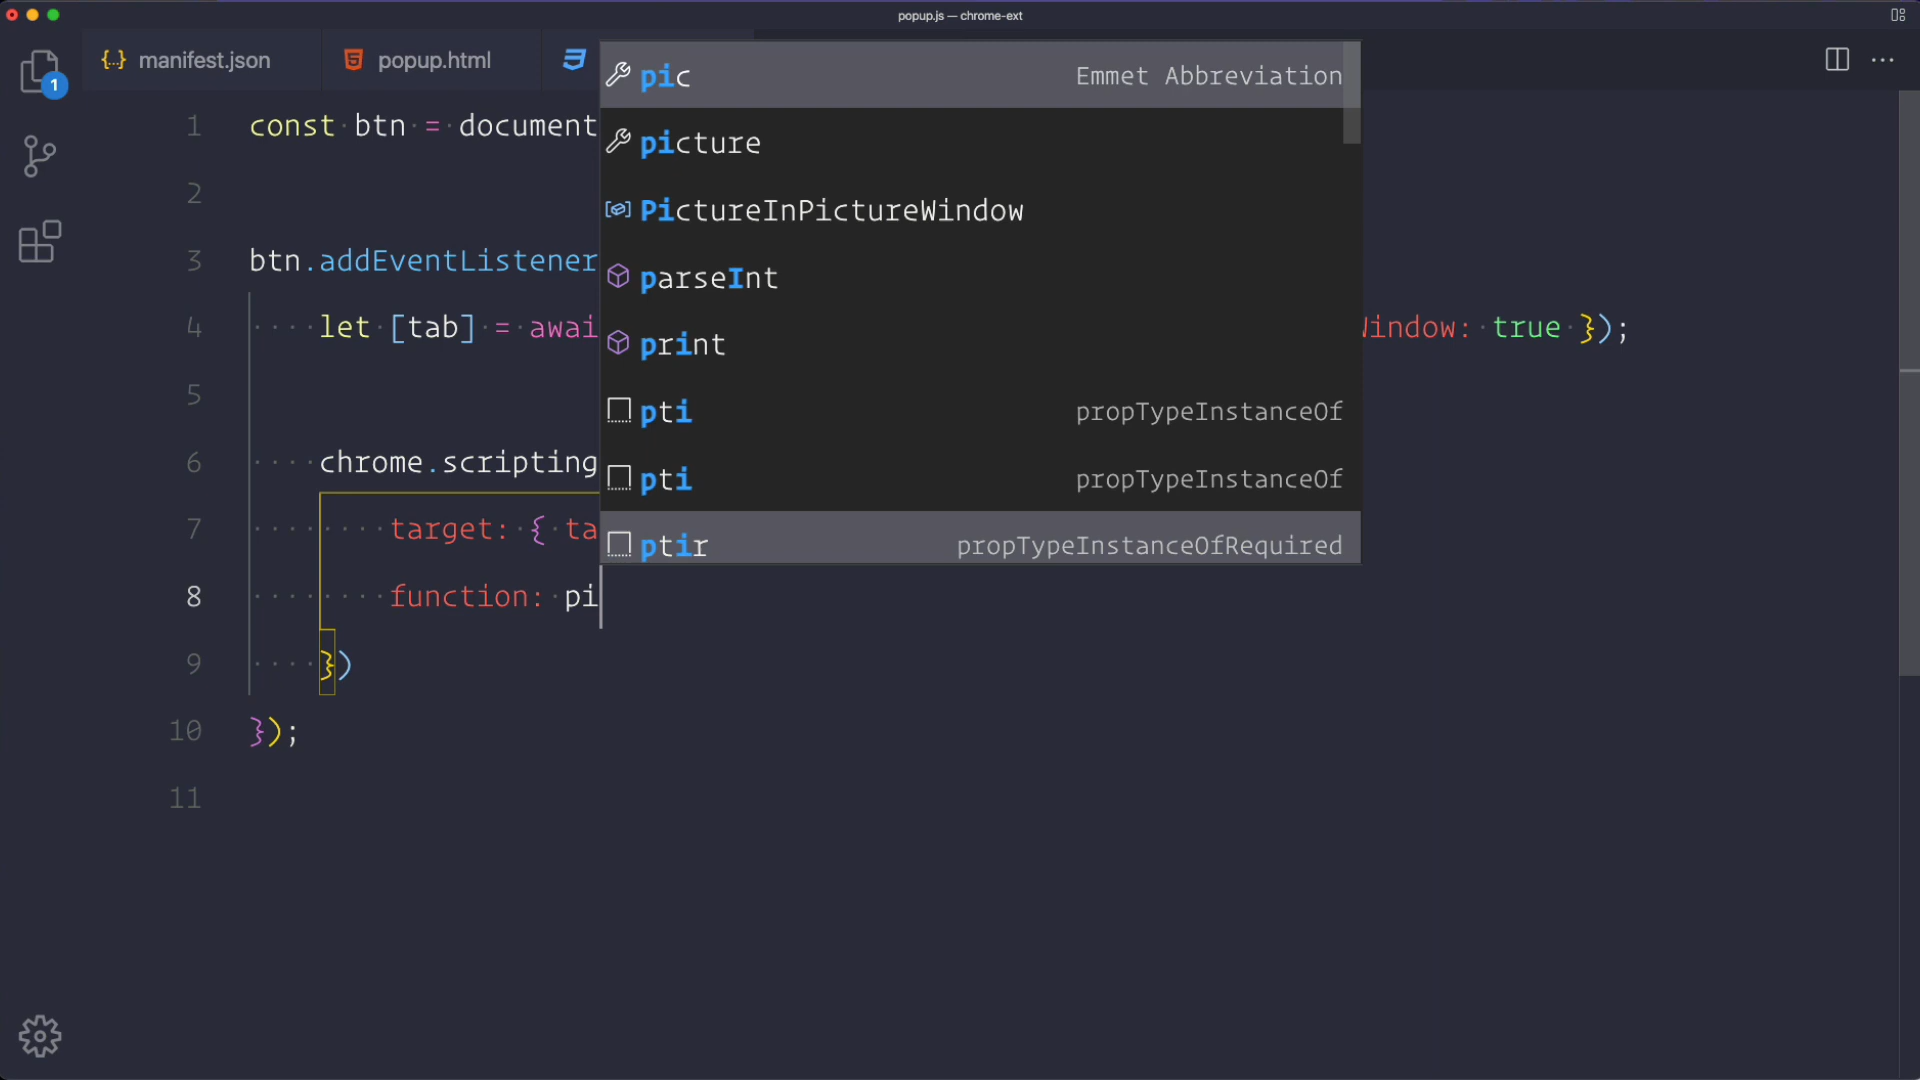 popup.js — chrome-ext
1
{..} manifest.json
popup.html
1 const btn = document
2
3 btn.addEventListener
4 let [tab] = awai
Window: true });
5
6 chrome.scripting
7 target: { ta
8 function: pi
9 })
10 });
11
pic Emmet Abbreviation
picture
PictureInPictureWindow
parseInt
print
pti propTypeInstanceOf
pti propTypeInstanceOf
ptir propTypeInstanceOfRequired